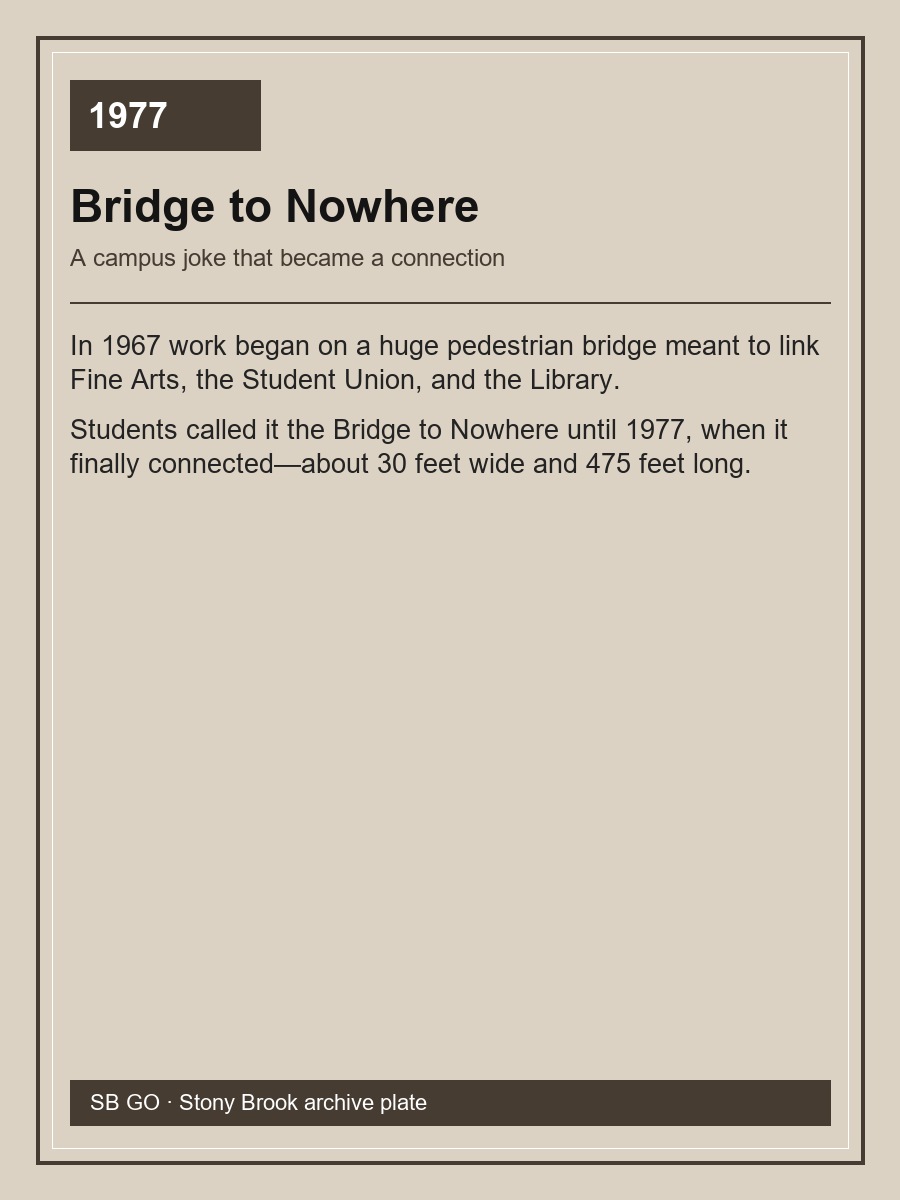 1977
Bridge to Nowhere
A campus joke that became a connection
In 1967 work began on a huge pedestrian bridge meant to link
Fine Arts, the Student Union, and the Library.
Students called it the Bridge to Nowhere until 1977, when it
finally connected—about 30 feet wide and 475 feet long.
SB GO · Stony Brook archive plate